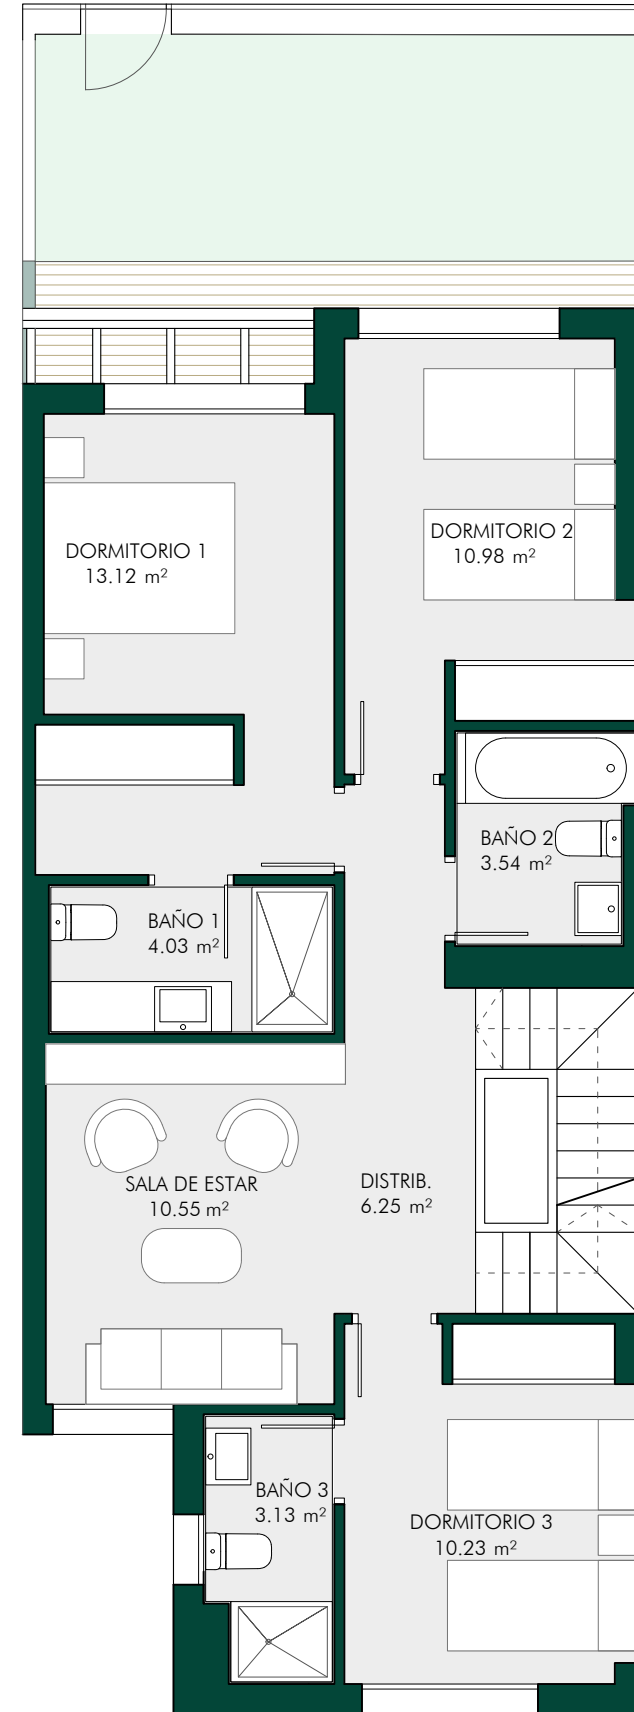 DORMITORIO 1
13.12 m²
DORMITORIO 2
10.98 m²
BAÑO 2
3.54 m²
BAÑO 1
4.03 m²
SALA DE ESTAR
10.55 m²
DISTRIB.
6.25 m²
BAÑO 3
3.13 m²
DORMITORIO 3
10.23 m²